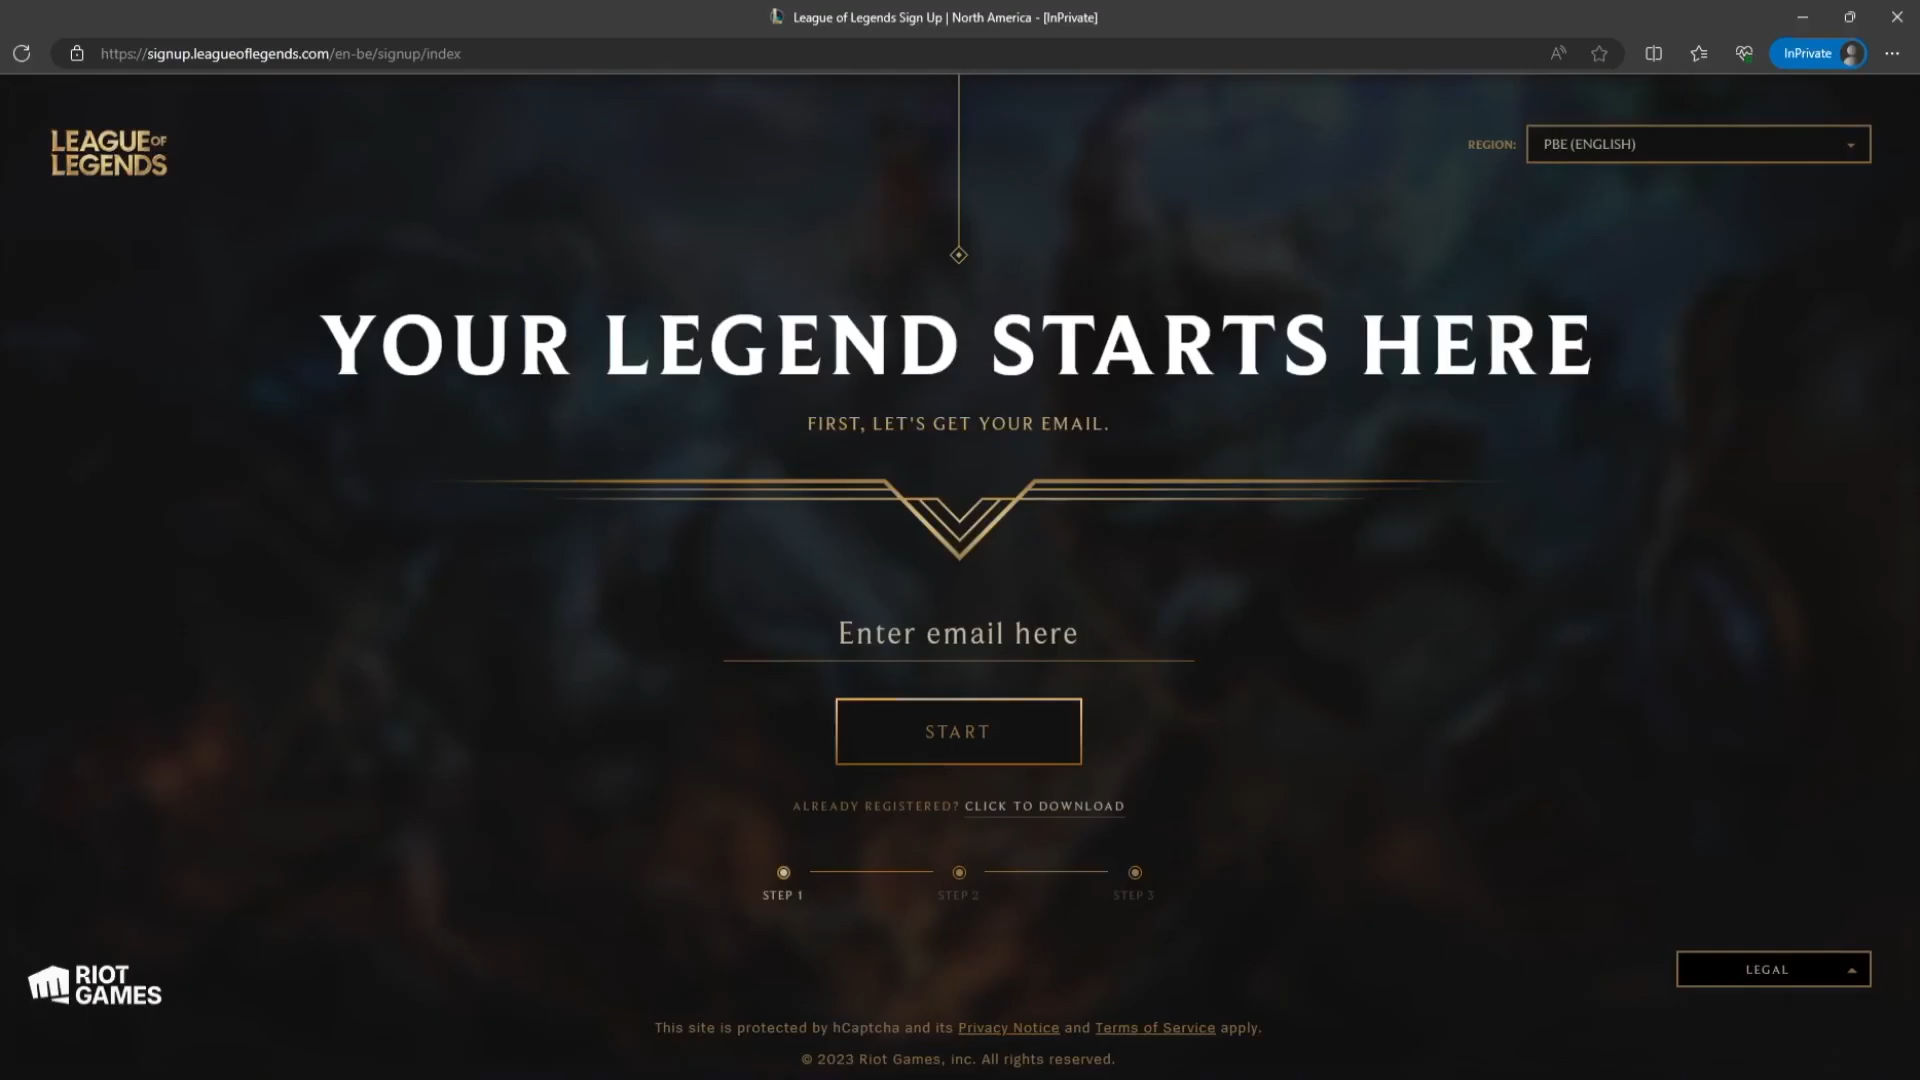 League of Legends Sign Up | North America - [InPrivate]
https://signup.leagueoflegends.com/en-be/signup/index
InPrivate
LEAGUE OF
LEGENDS
REGION: PBE (ENGLISH)
YOUR LEGEND STARTS HERE
FIRST, LET'S GET YOUR EMAIL.
Enter email here
START
ALREADY REGISTERED? CLICK TO DOWNLOAD
STEP 1 STEP 2 STEP 3
RIOT
GAMES
LEGAL
This site is protected by hCaptcha and its Privacy Notice and Terms of Service apply.
© 2023 Riot Games, inc. All rights reserved.